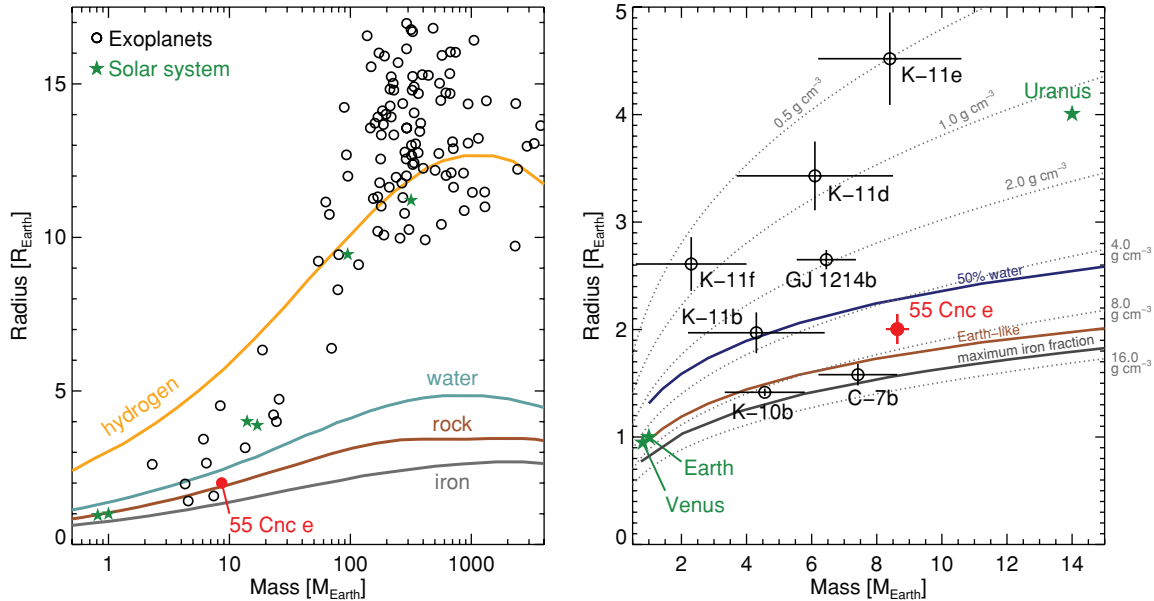 Exoplanets
Solar system
hydrogen
water
rock
iron
55 Cnc e
0
5
10
15
Radius [R_Earth]
1
10
100
1000
Mass [M_Earth]
K-11e
Uranus
0.5 g cm⁻³
1.0 g cm⁻³
K-11d
2.0 g cm⁻³
4.0
g cm⁻³
K-11f
GJ 1214b
50% water
8.0
g cm⁻³
K-11b
55 Cnc e
Earth-like
maximum iron fraction
16.0
g cm⁻³
K-10b
C-7b
Earth
Venus
0
1
2
3
4
5
Radius [R_Earth]
2
4
6
8
10
12
14
Mass [M_Earth]